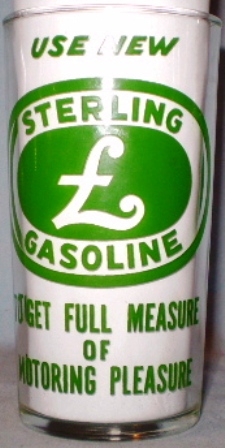 USE NEW
STERLING
£
GASOLINE
TO GET FULL MEASURE
OF
MOTORING PLEASURE